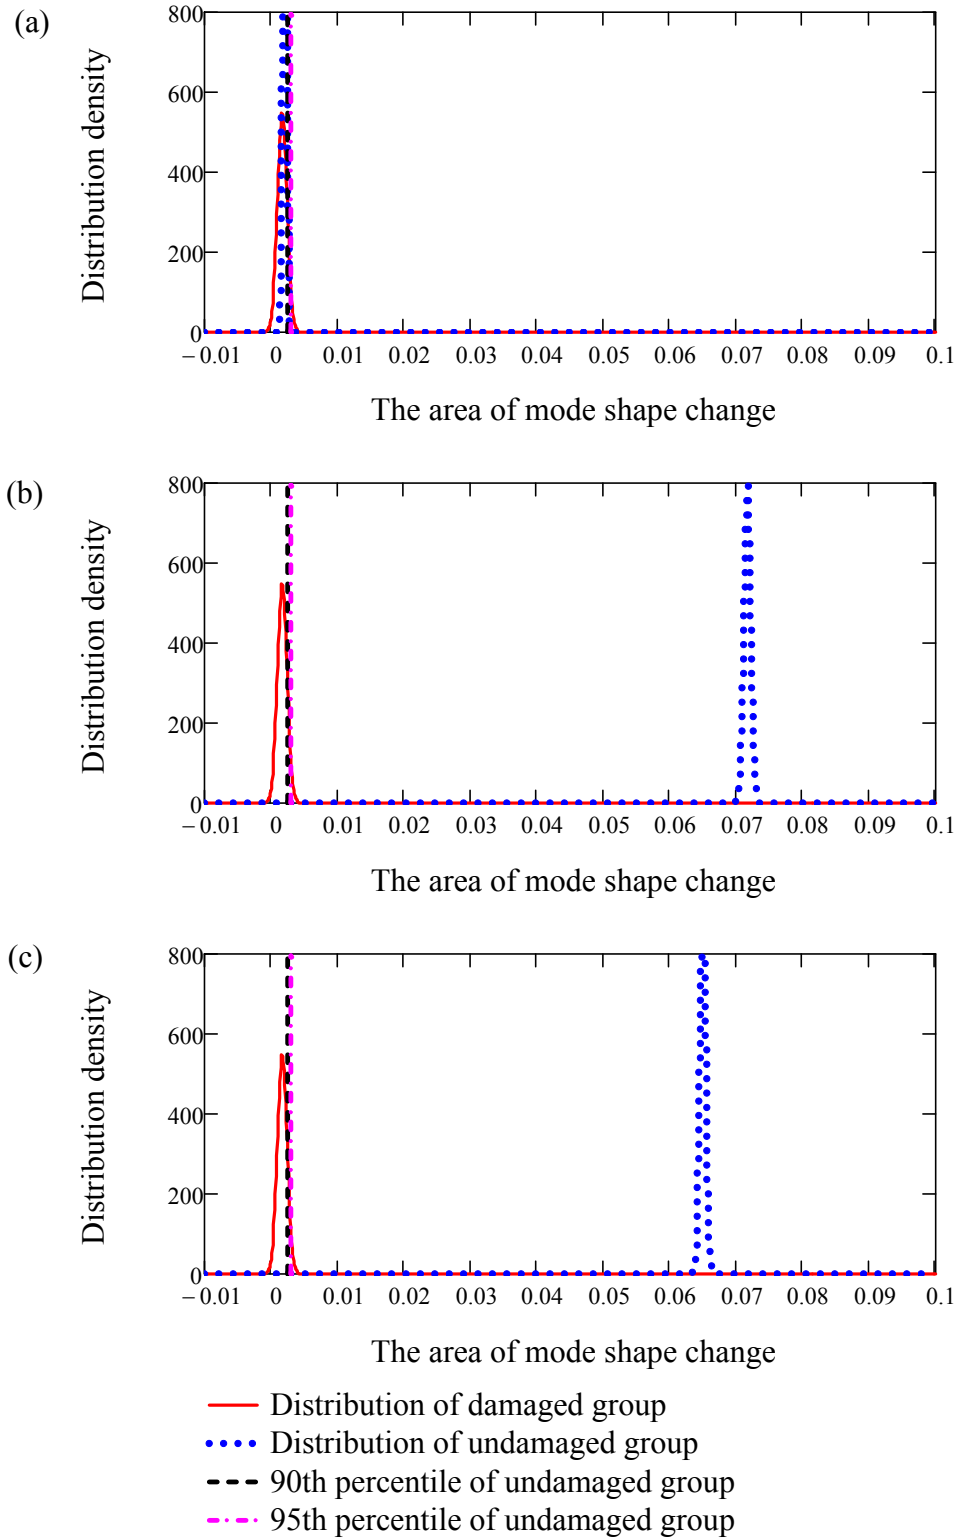 (a)
800
600
400
200
0
Distribution density
−0.01 0 0.01 0.02 0.03 0.04 0.05 0.06 0.07 0.08 0.09 0.1
The area of mode shape change
(b)
800
600
400
200
0
Distribution density
−0.01 0 0.01 0.02 0.03 0.04 0.05 0.06 0.07 0.08 0.09 0.1
The area of mode shape change
(c)
800
600
400
200
0
Distribution density
−0.01 0 0.01 0.02 0.03 0.04 0.05 0.06 0.07 0.08 0.09 0.1
The area of mode shape change
Distribution of damaged group
Distribution of undamaged group
90th percentile of undamaged group
95th percentile of undamaged group